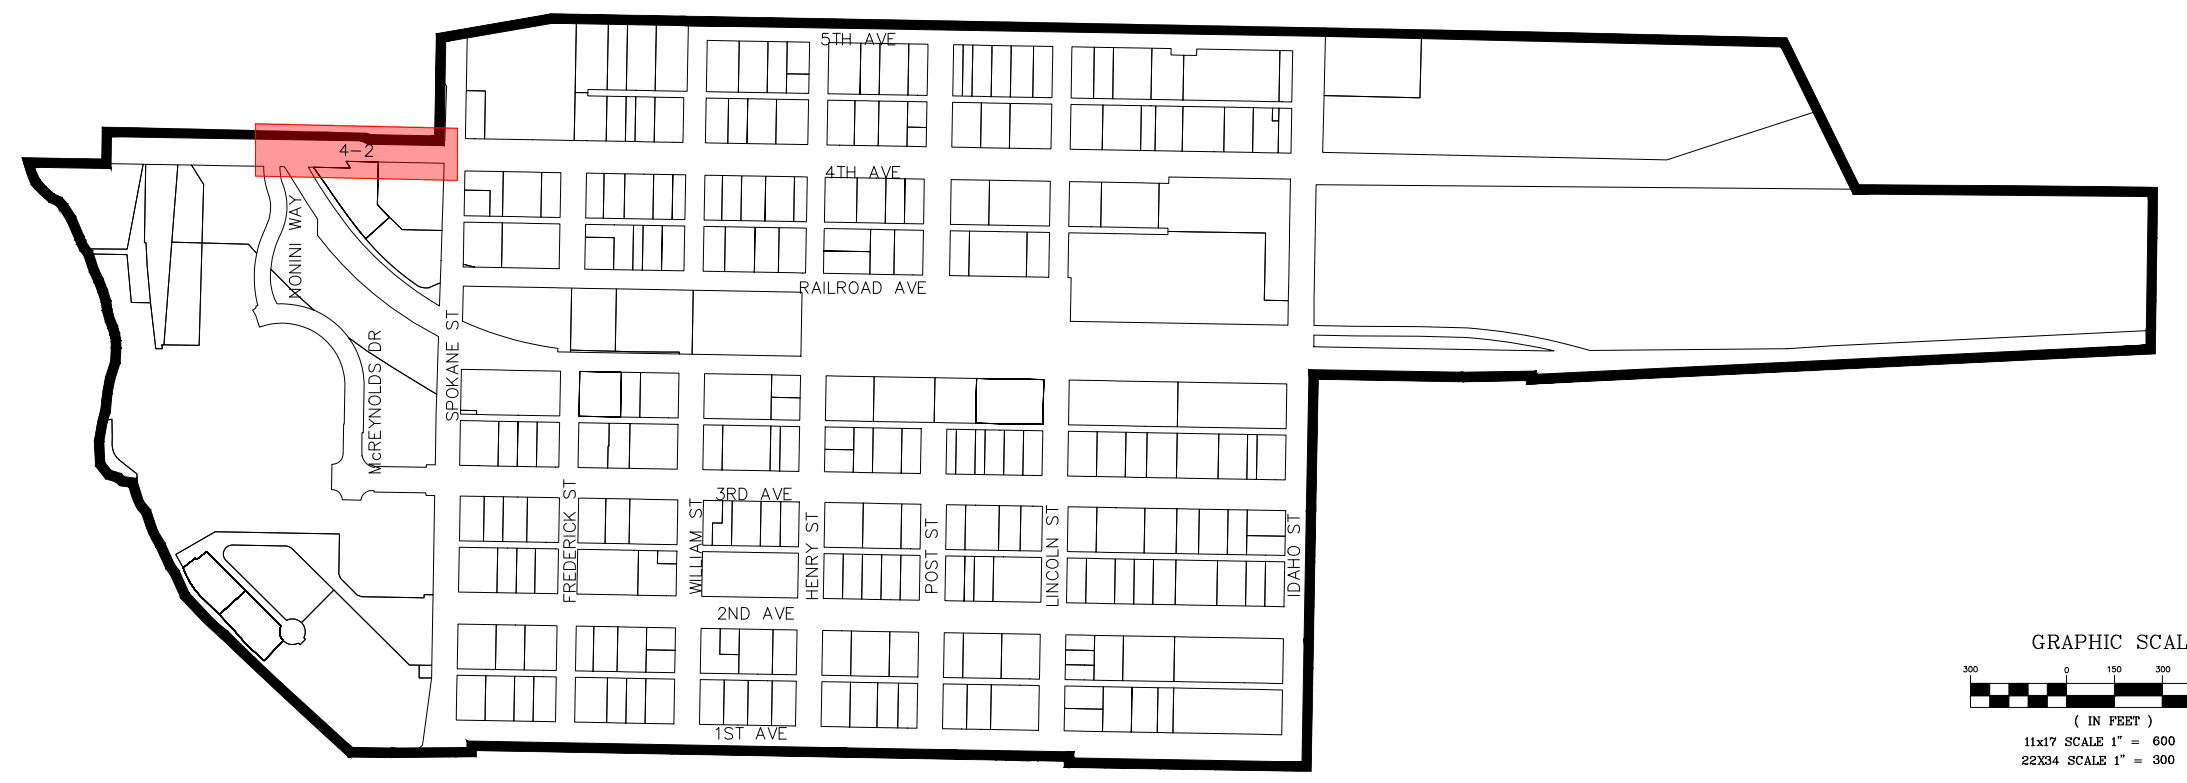 5TH AVE
4-2
4TH AVE
MONINI WAY
RAILROAD AVE
SPOKANE ST
McREYNOLDS DR
3RD AVE
FREDERICK ST
WILLIAM ST
HENRY ST
POST ST
LINCOLN ST
IDAHO ST
2ND AVE
1ST AVE
GRAPHIC SCAL
300 0 150 300
( IN FEET )
11x17 SCALE 1" = 600
22X34 SCALE 1" = 300